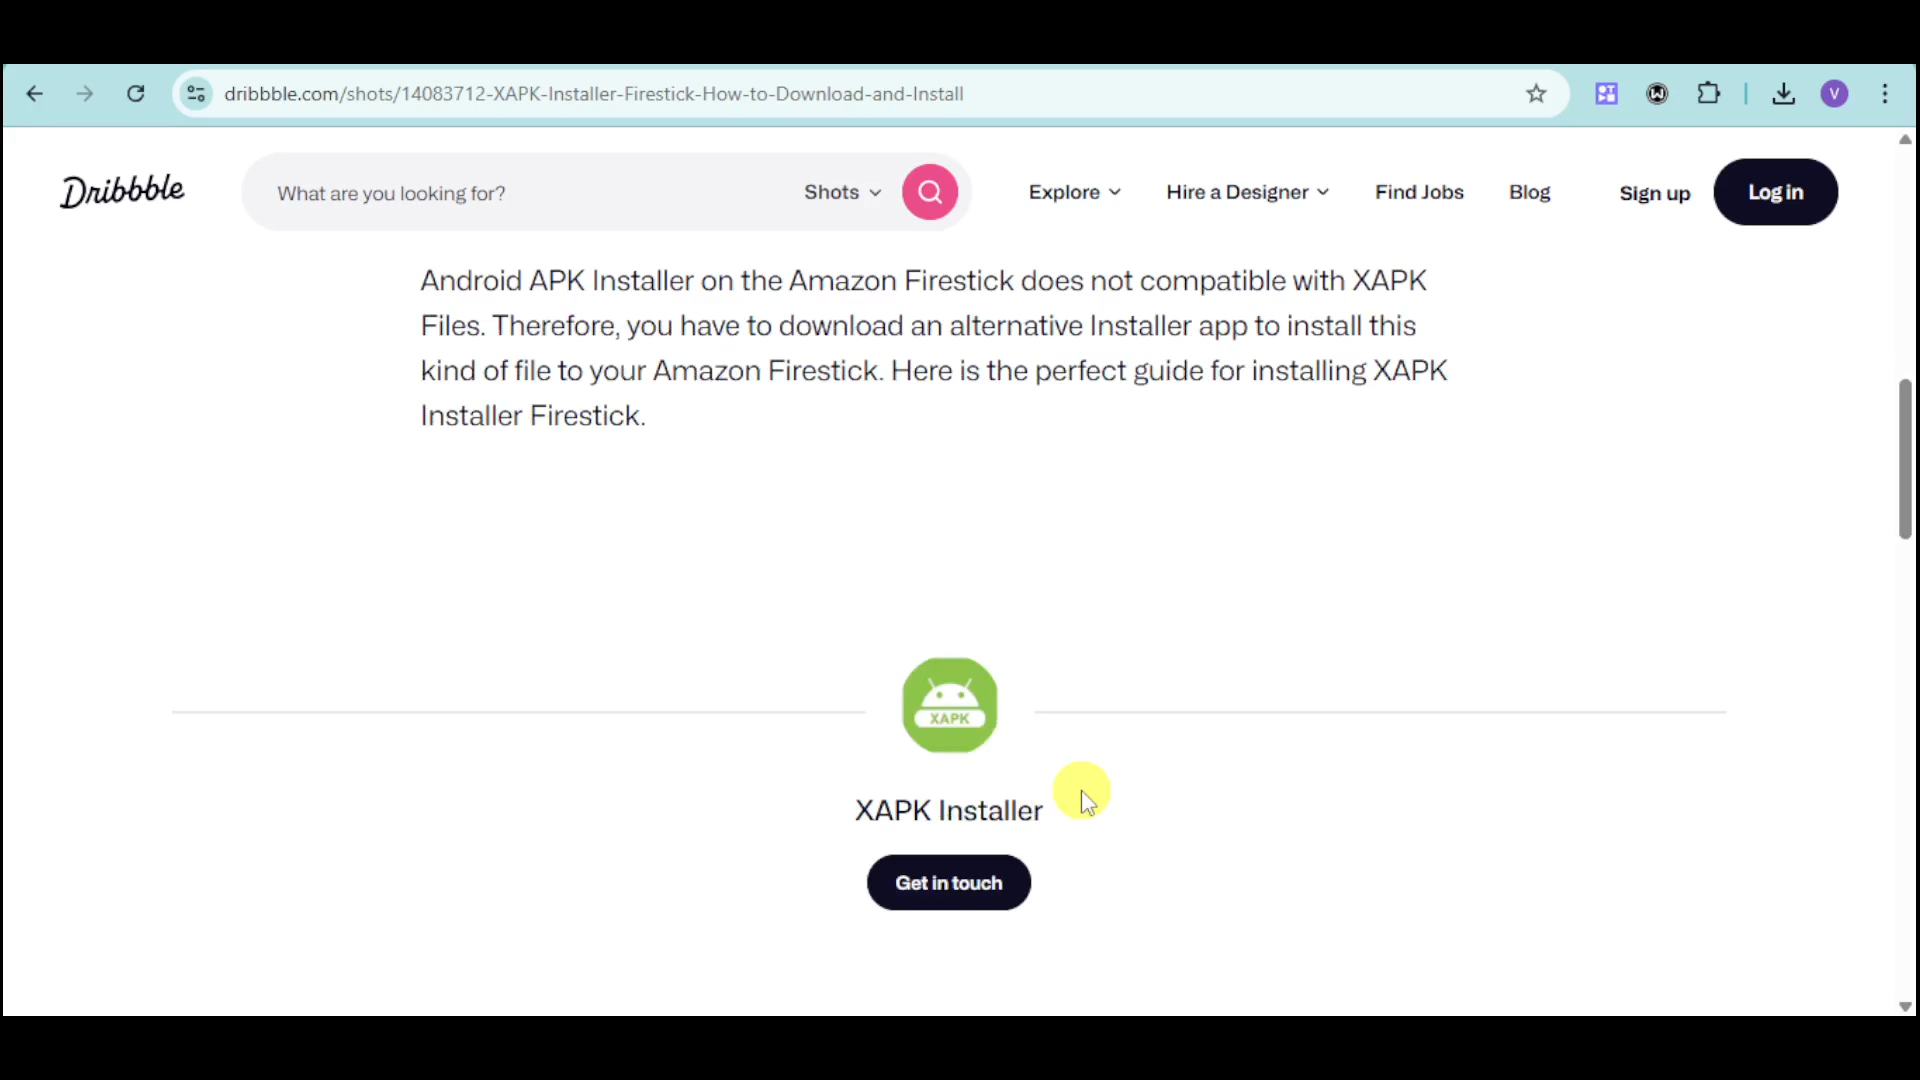 dribbble.com/shots/14083712-XAPK-Installer-Firestick-How-to-Download-and-Install
V
Dribbble
What are you looking for?
Shots
Explore
Hire a Designer
Find Jobs
Blog
Sign up
Log in
Android APK Installer on the Amazon Firestick does not compatible with XAPK
Files. Therefore, you have to download an alternative Installer app to install this
kind of file to your Amazon Firestick. Here is the perfect guide for installing XAPK
Installer Firestick.
XAPK
XAPK Installer
Get in touch